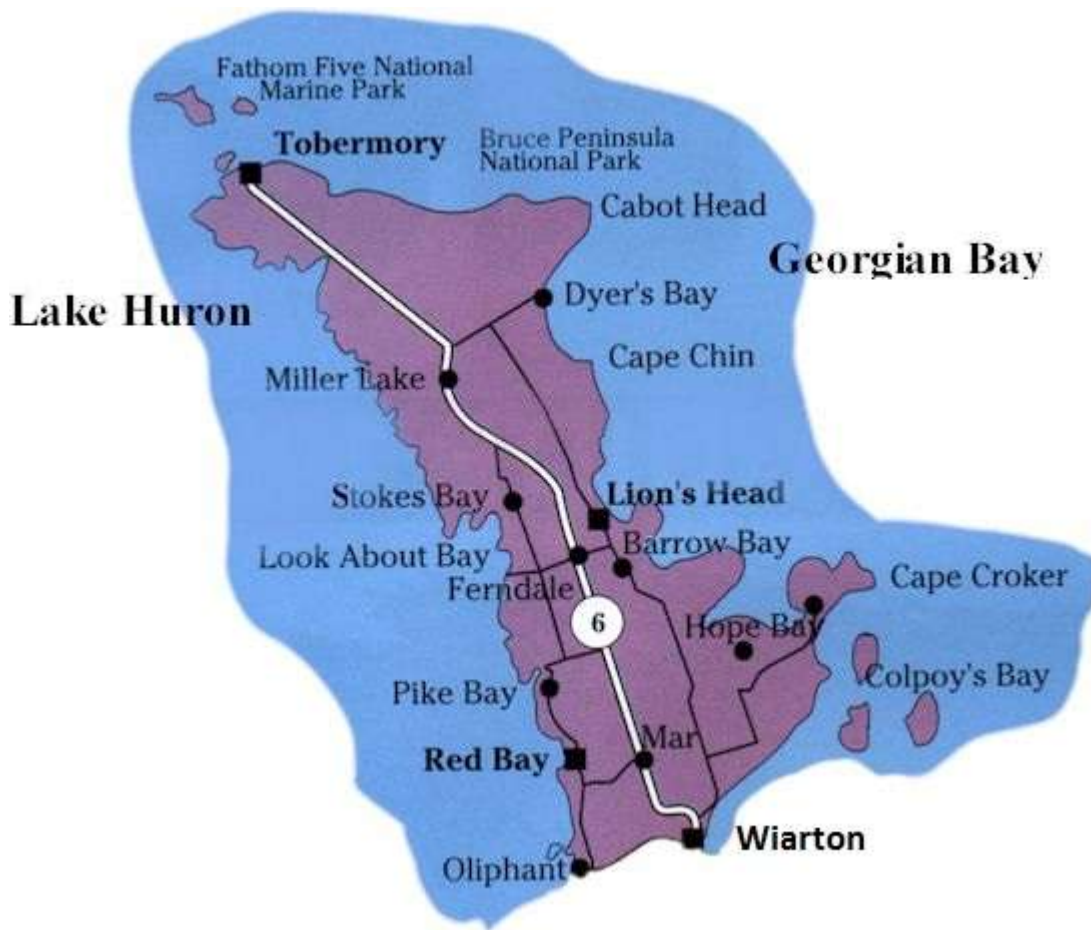 Fathom Five National
Marine Park
Tobermory
Bruce Peninsula
National Park
Cabot Head
Georgian Bay
Lake Huron
Dyer's Bay
Cape Chin
Miller Lake
Stokes Bay
Lion's Head
Look About Bay
Barrow Bay
Ferndale
Cape Croker
6
Hope Bay
Colpoy's Bay
Pike Bay
Mar
Red Bay
Wiarton
Oliphant